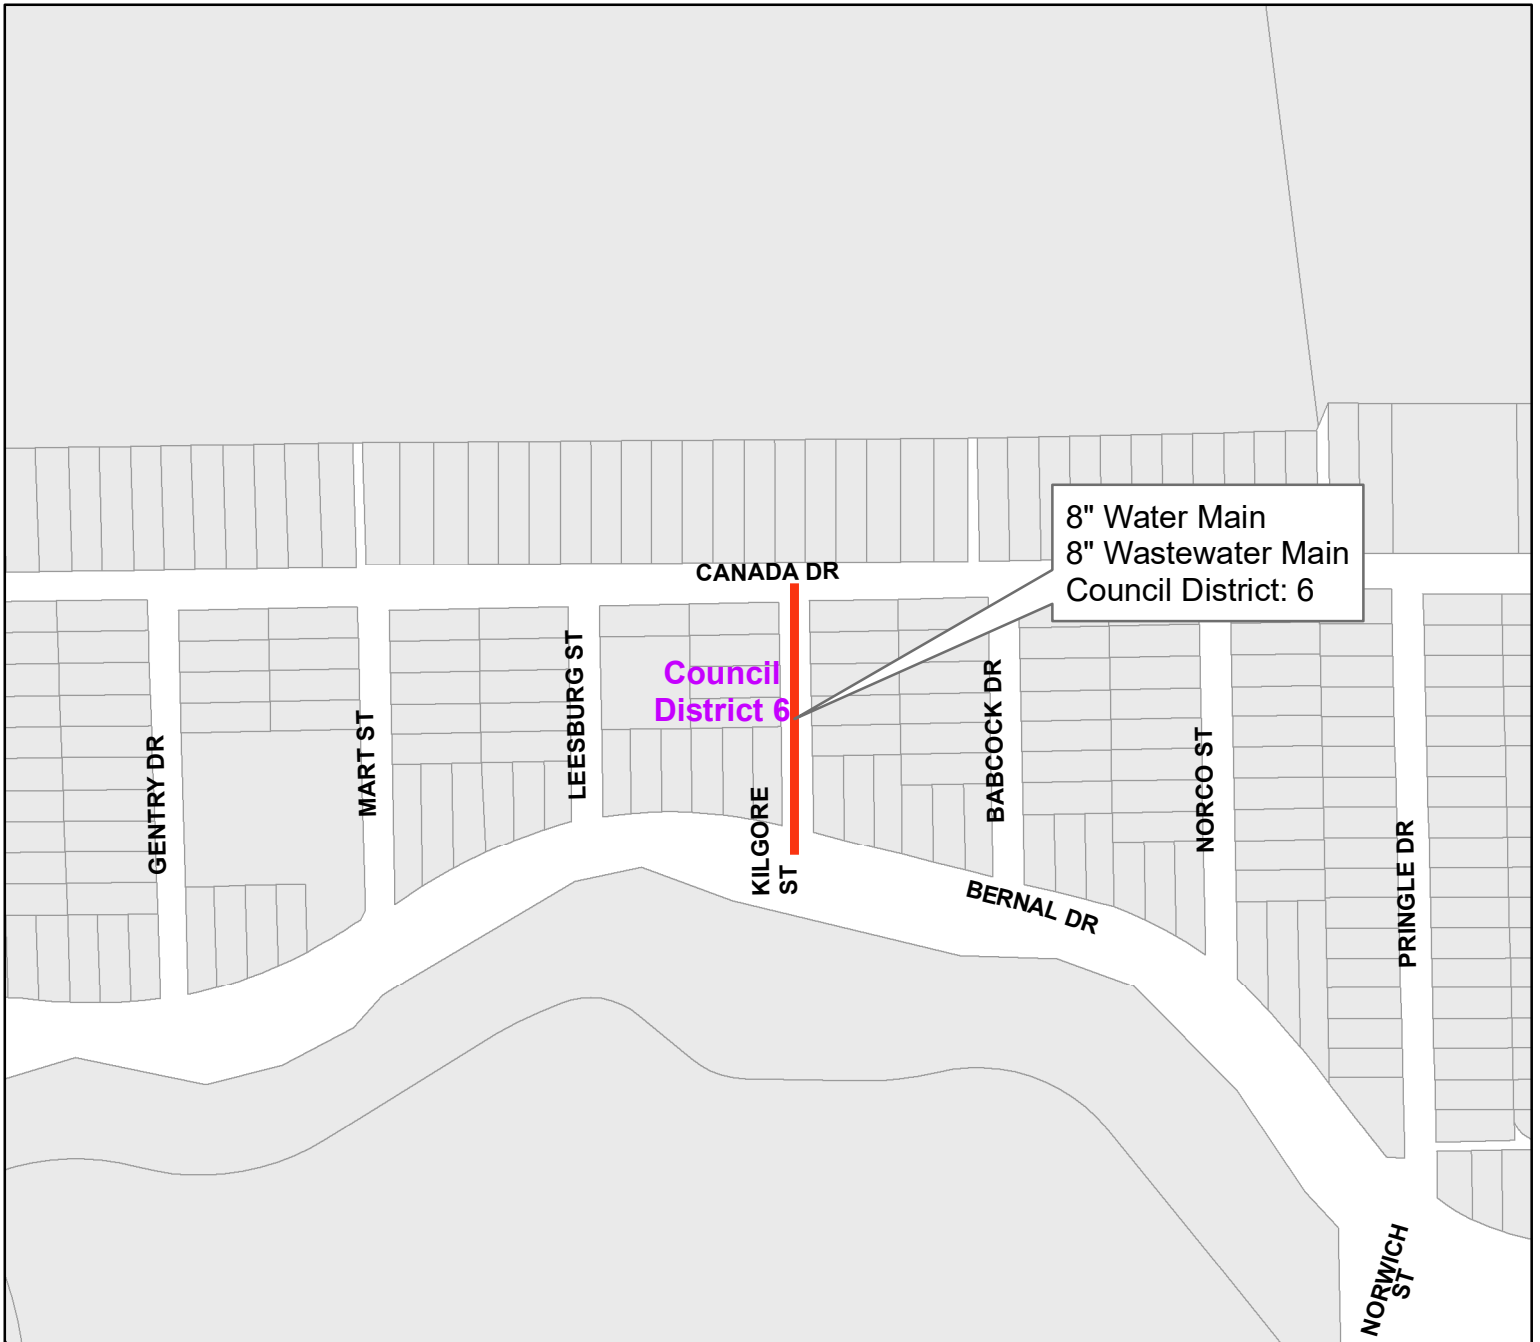 8" Water Main
8" Wastewater Main
Council District: 6
CANADA DR
Council
District 6
GENTRY DR
MART ST
LEESBURG ST
KILGORE
ST
BABCOCK DR
NORCO ST
PRINGLE DR
BERNAL DR
NORWICH
ST